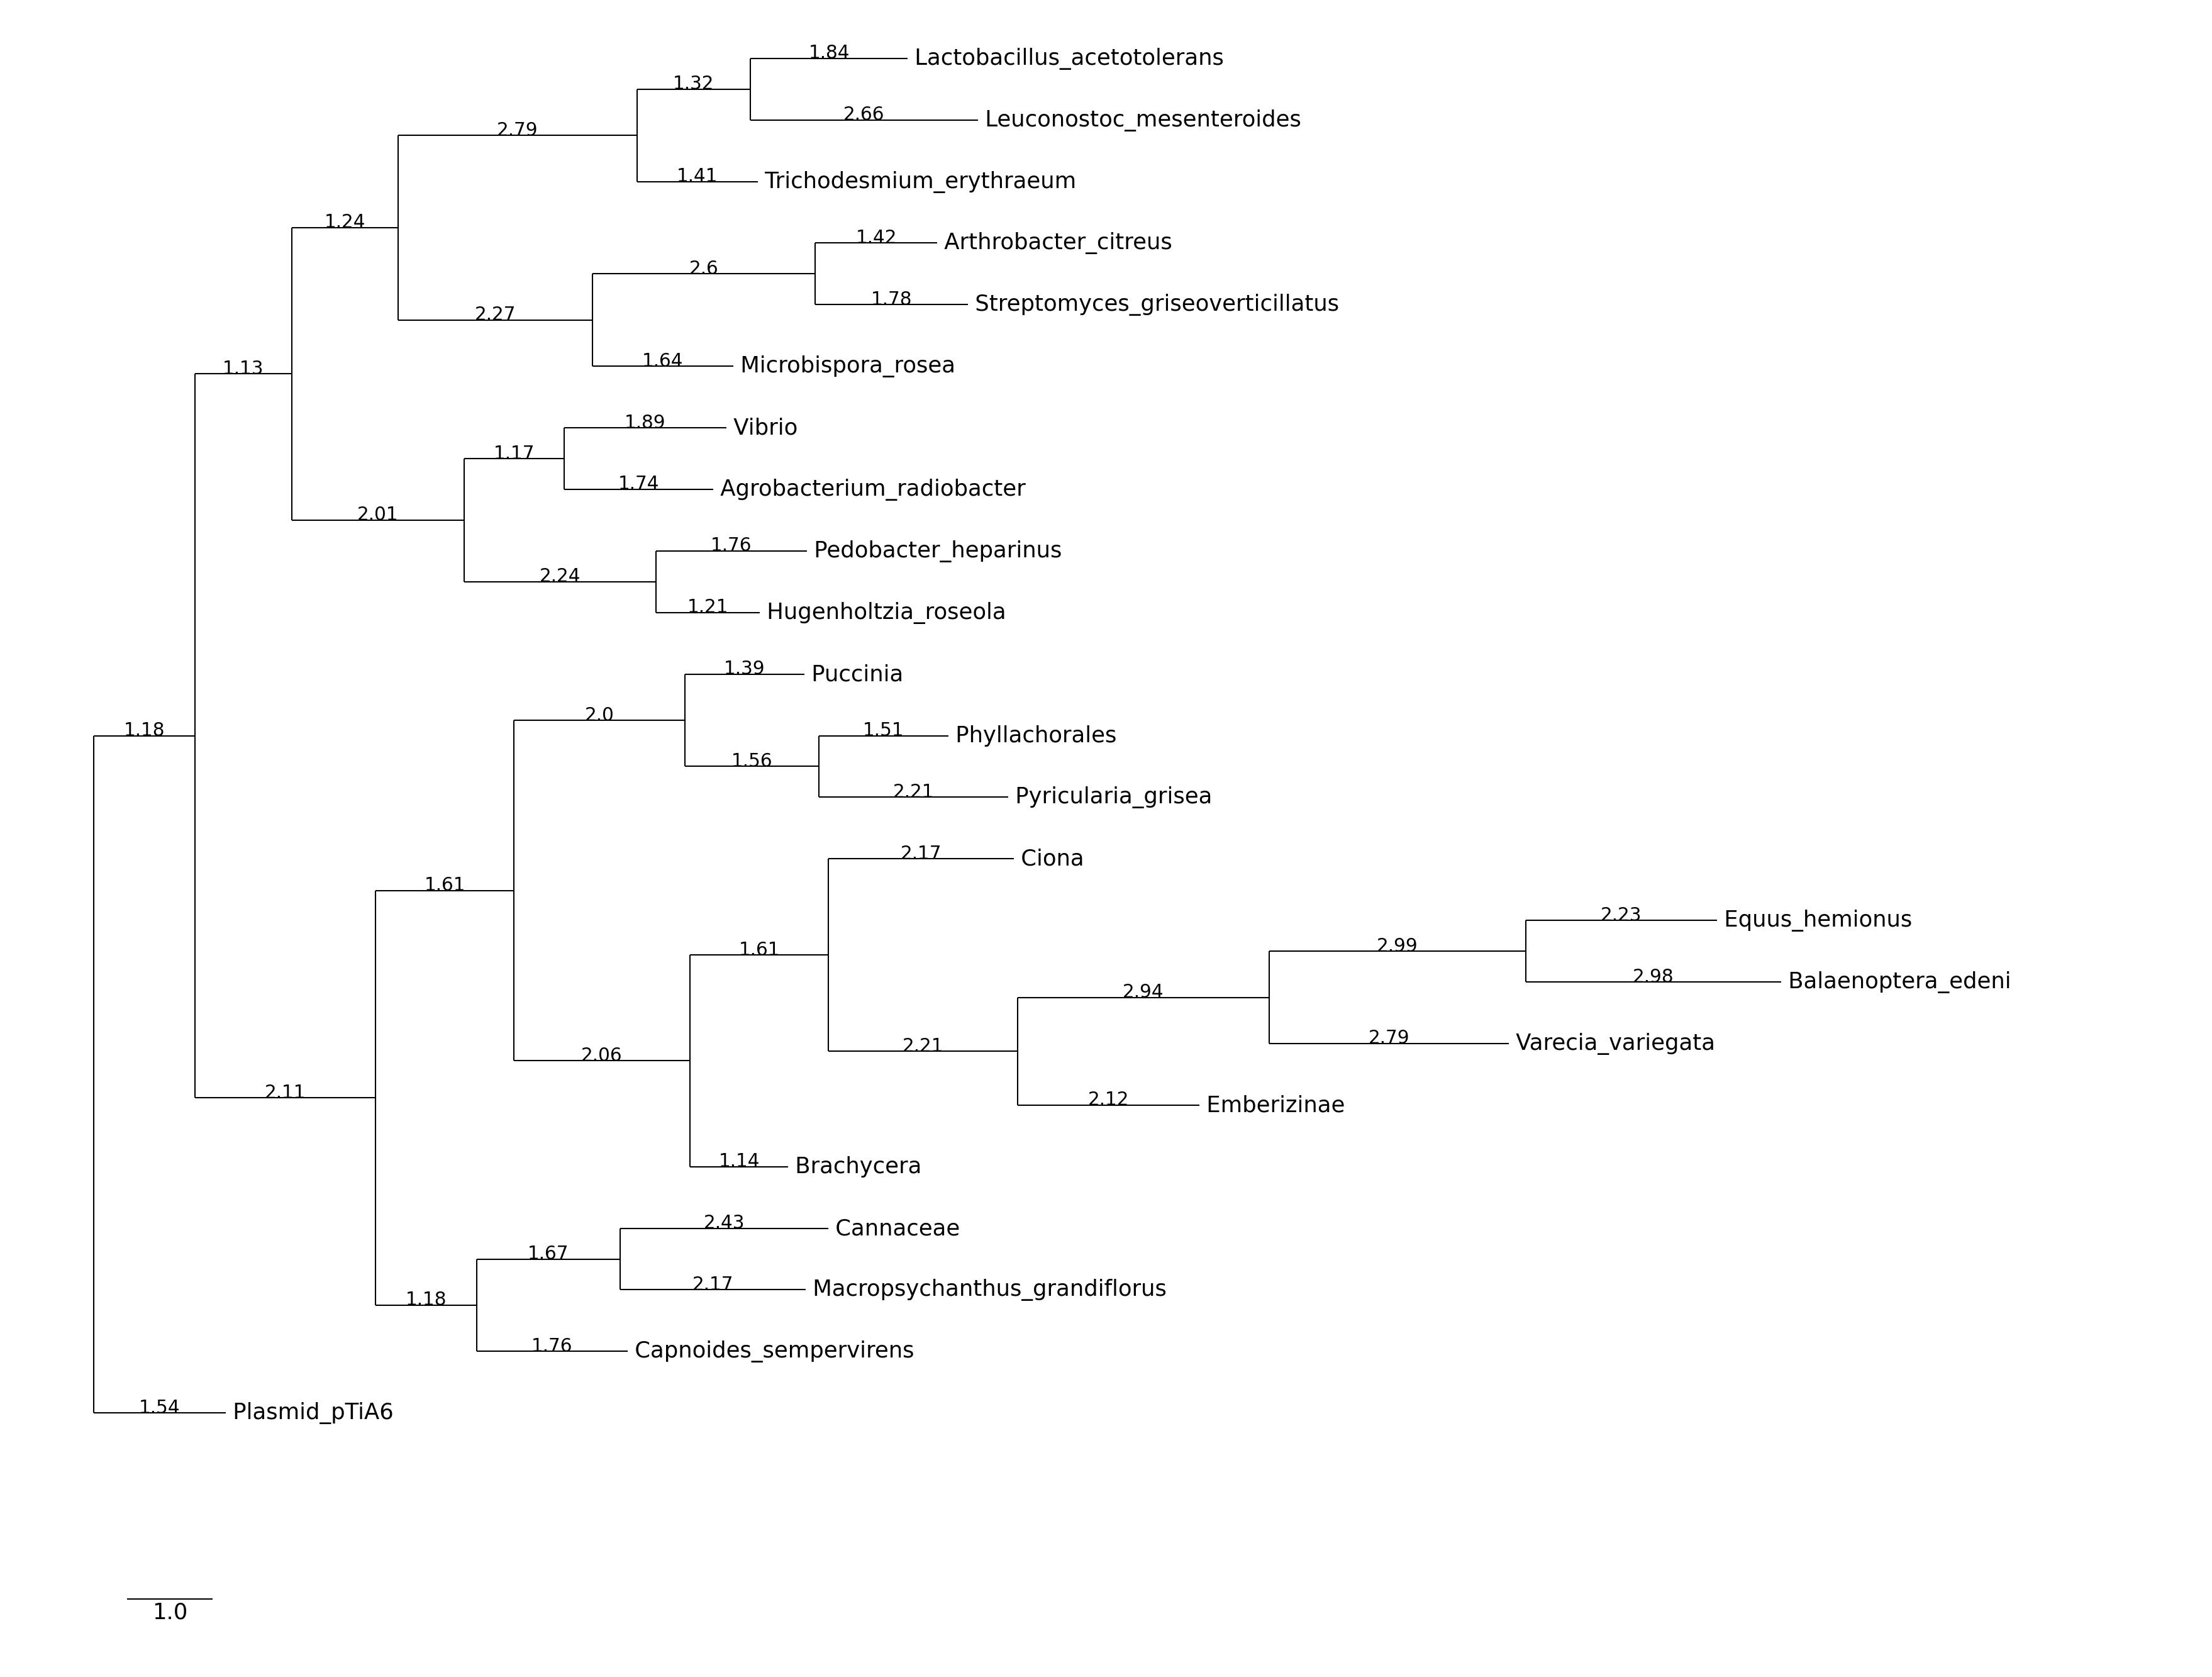 1.84 Lactobacillus_acetotolerans
1.32
2.66 Leuconostoc_mesenteroides
2.79
1.41 Trichodesmium_erythraeum
1.24
1.42 Arthrobacter_citreus
2.6
1.78 Streptomyces_griseoverticillatus
2.27
1.64 Microbispora_rosea
1.13
1.89 Vibrio
1.17
1.74 Agrobacterium_radiobacter
2.01
1.76 Pedobacter_heparinus
2.24
1.21 Hugenholtzia_roseola
1.39 Puccinia
2.0
1.18
1.51 Phyllachorales
1.56
2.21 Pyricularia_grisea
2.17 Ciona
1.61
2.23 Equus_hemionus
1.61
2.99
2.98 Balaenoptera_edeni
2.94
2.79 Varecia_variegata
2.21
2.06
2.11
2.12 Emberizinae
1.14 Brachycera
2.43 Cannaceae
1.67
2.17 Macropsychanthus_grandiflorus
1.18
1.76 Capnoides_sempervirens
1.54 Plasmid_pTiA6
1.0